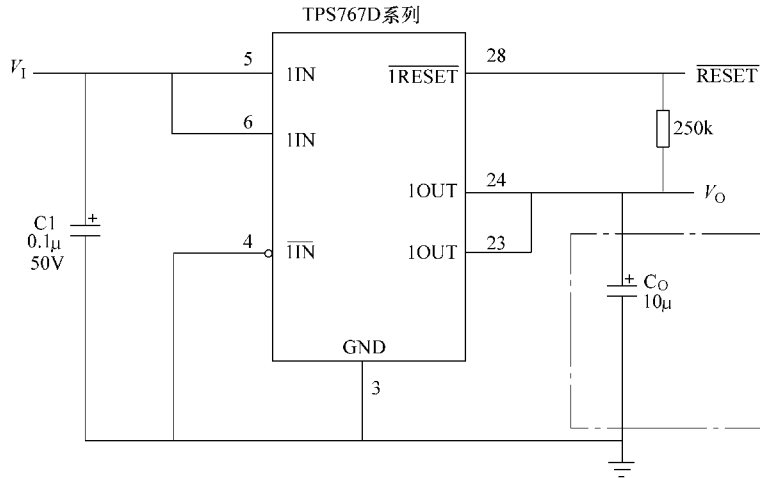 TPS767D系列
5
28
V_I
1IN
1RESET
RESET
6
1IN
250k
24
1OUT
V_O
C1
+
0.1μ
50V
4
1IN
23
1OUT
+
C_O
10μ
GND
3